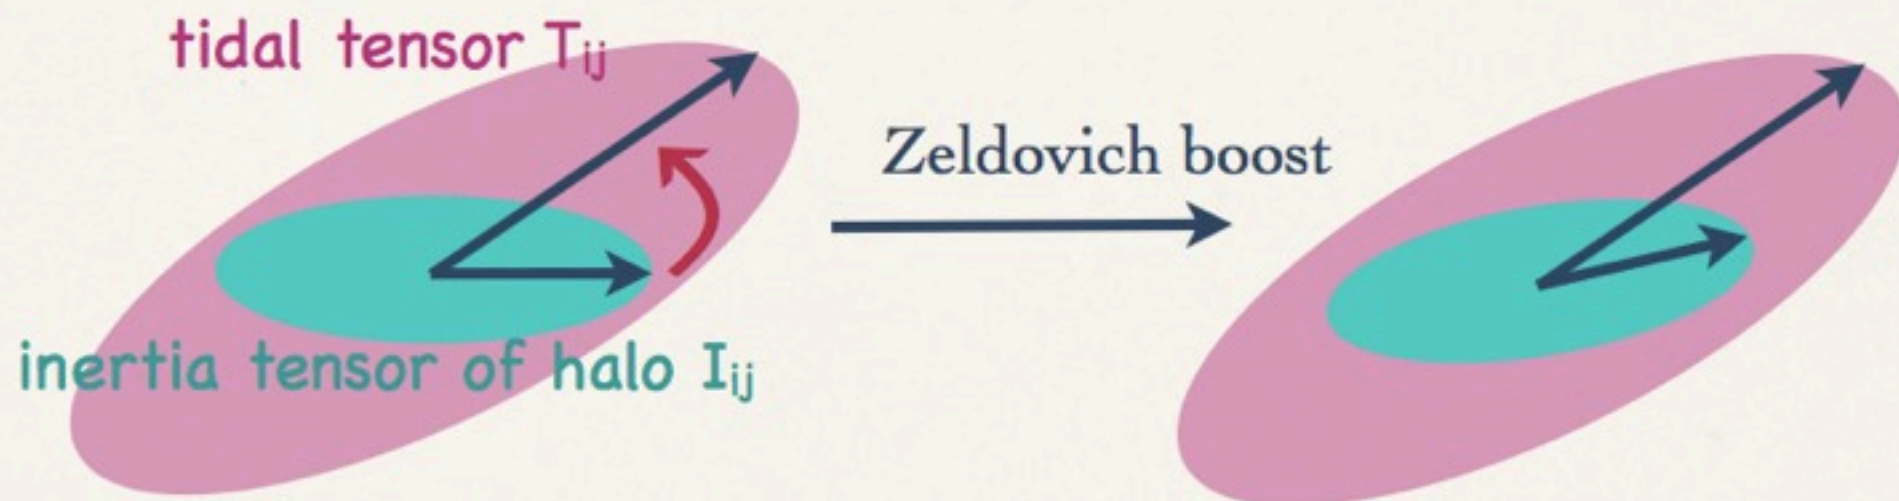 tidal tensor Tij
Zeldovich boost
inertia tensor of halo Iij